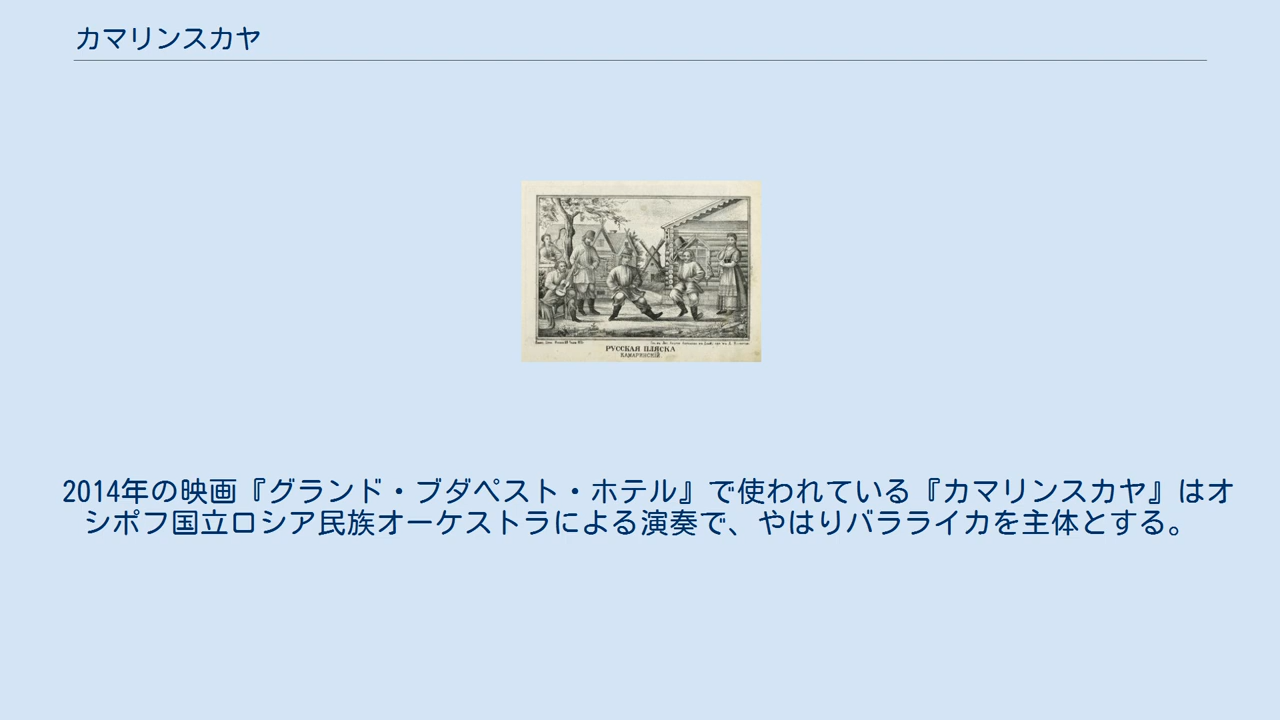 カマリンスカヤ
РУССКАЯ ПЛЯСКА
КАМАРИНСКІЙ
2014年の映画『グランド・ブダペスト・ホテル』で使われている『カマリンスカヤ』はオ
シポフ国立ロシア民族オーケストラによる演奏で、やはりバラライカを主体とする。